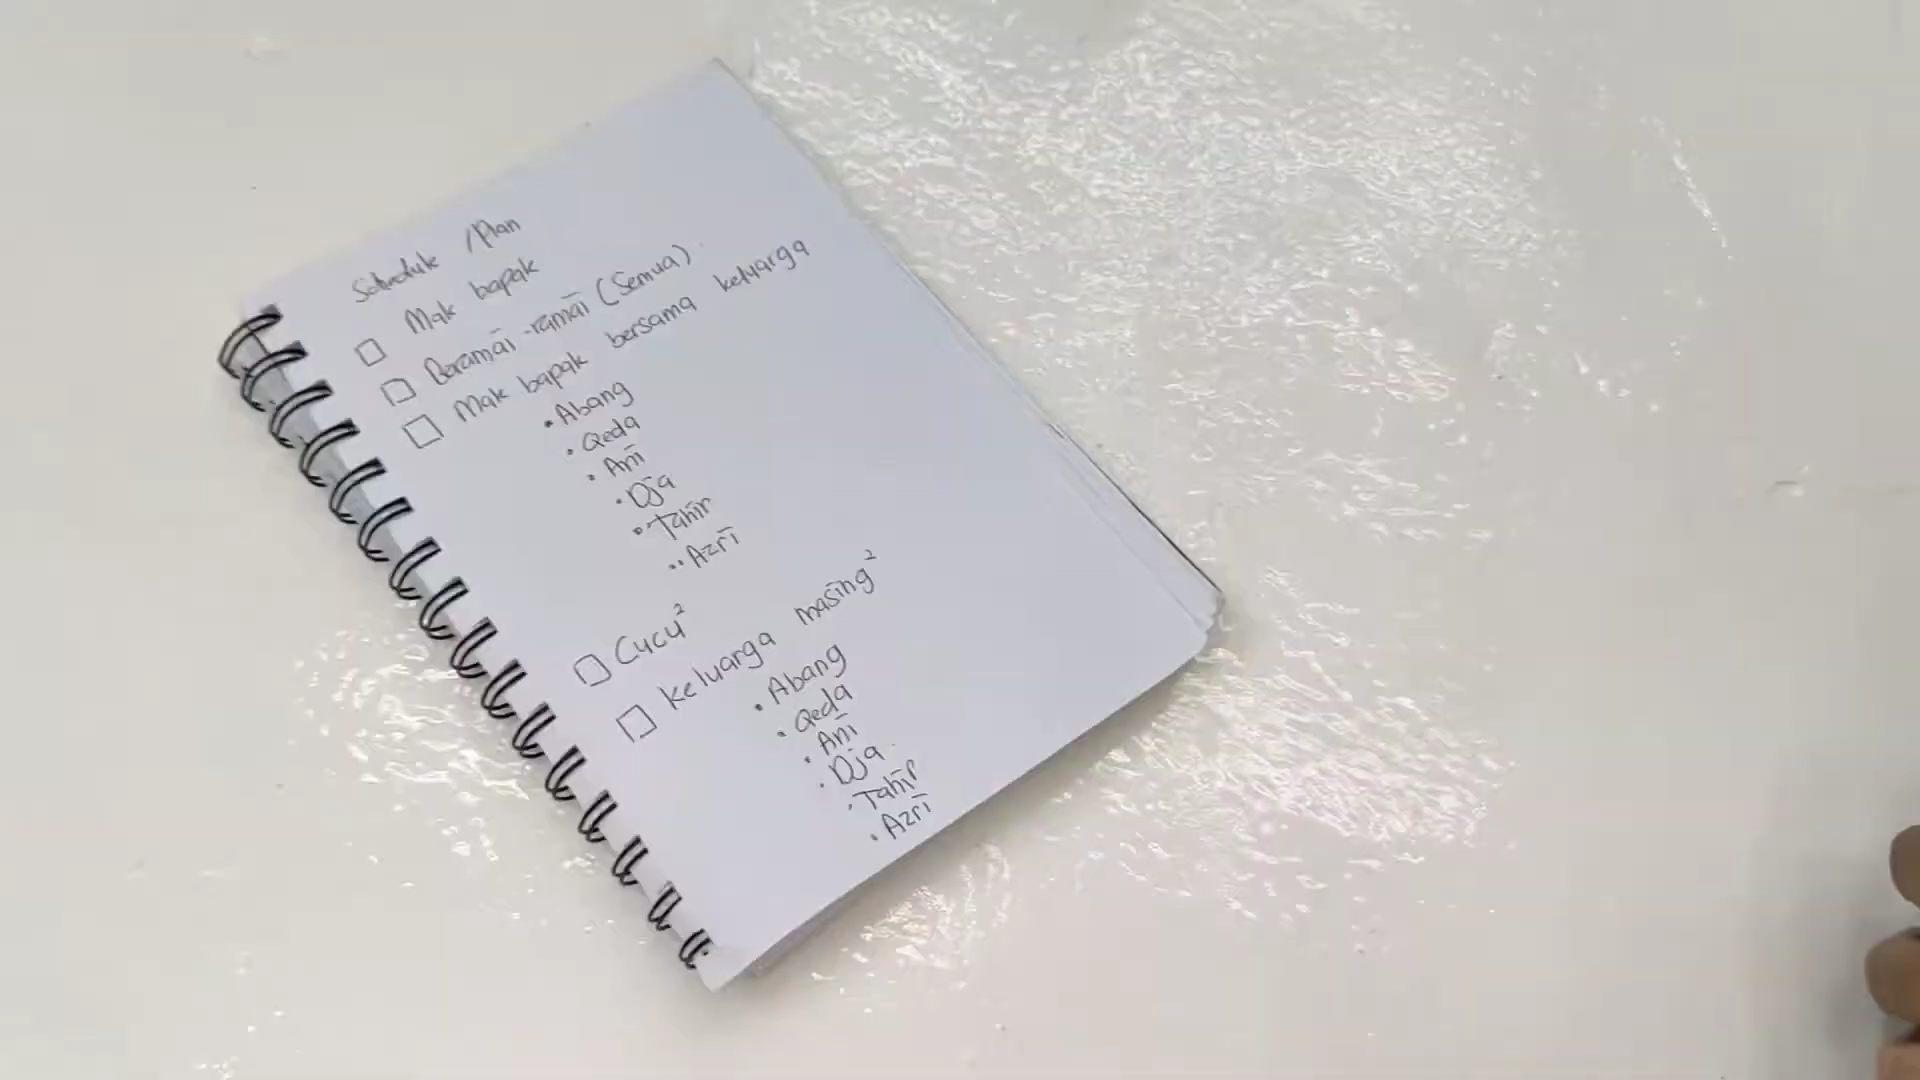 Schedule /Plan
☐ Mak bapak
☐ Beramai-ramai (Semua)
☐ Mak bapak bersama keluarga
• Abang
• Qeda
• Ani
• Dja
• Tahir
•• Azri
☐ Cucu²
☐ keluarga masing²
• Abang
• Qeda
• Ani
• Dja
• Tahir
• Azri